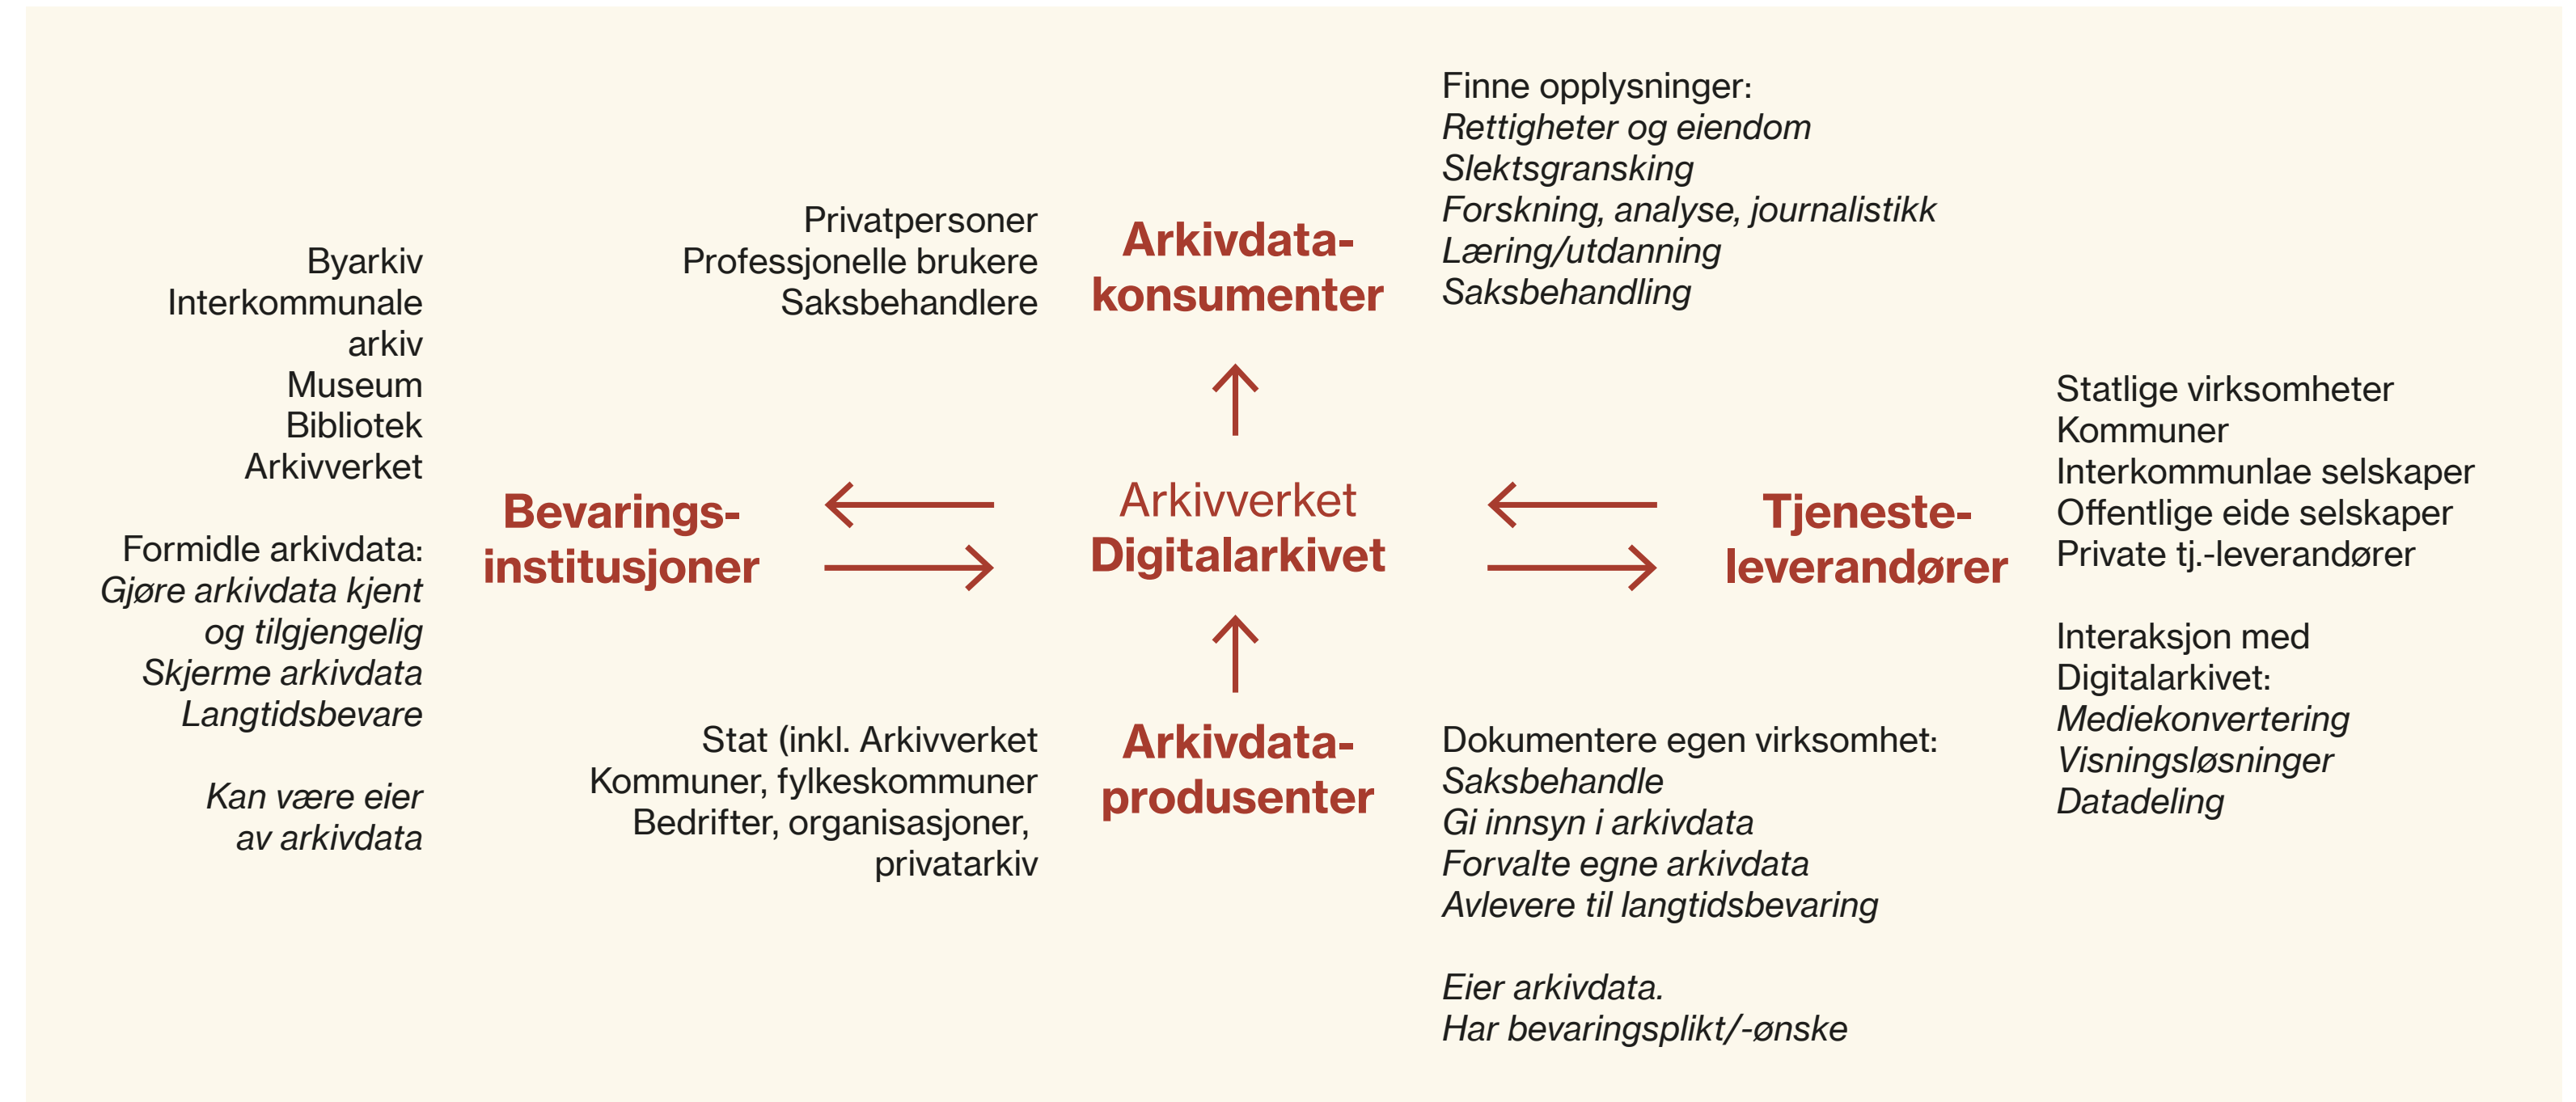 Finne opplysninger:
Rettigheter og eiendom
Slektsgransking
Forskning, analyse, journalistikk
Læring/utdanning
Saksbehandling
Privatpersoner
Professjonelle brukere
Saksbehandlere
Arkivdata-
konsumenter
Byarkiv
Interkommunale
arkiv
Museum
Bibliotek
Arkivverket
Formidle arkivdata:
Gjøre arkivdata kjent
og tilgjengelig
Skjerme arkivdata
Langtidsbevare
Kan være eier
av arkivdata
Bevarings-
institusjoner
Arkivverket
Digitalarkivet
Tjeneste-
leverandører
Statlige virksomheter
Kommuner
Interkommunlae selskaper
Offentlige eide selskaper
Private tj.-leverandører
Interaksjon med
Digitalarkivet:
Mediekonvertering
Visningsløsninger
Datadeling
Stat (inkl. Arkivverket
Kommuner, fylkeskommuner
Bedrifter, organisasjoner,
privatarkiv
Arkivdata-
produsenter
Dokumentere egen virksomhet:
Saksbehandle
Gi innsyn i arkivdata
Forvalte egne arkivdata
Avlevere til langtidsbevaring
Eier arkivdata.
Har bevaringsplikt/-ønske